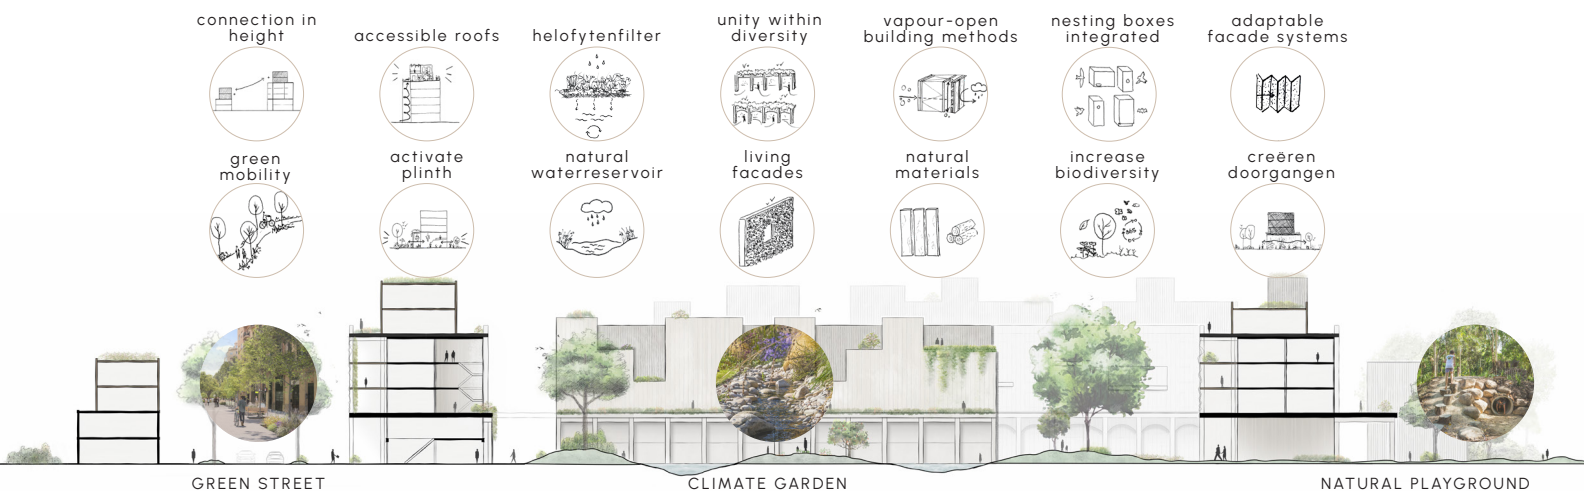 connection in
height
accessible roofs
helofytenfilter
unity within
diversity
vapour-open
building methods
nesting boxes
integrated
adaptable
facade systems
green
mobility
activate
plinth
natural
waterreservoir
living
facades
natural
materials
increase
biodiversity
creëren
doorgangen
GREEN STREET
CLIMATE GARDEN
NATURAL PLAYGROUND